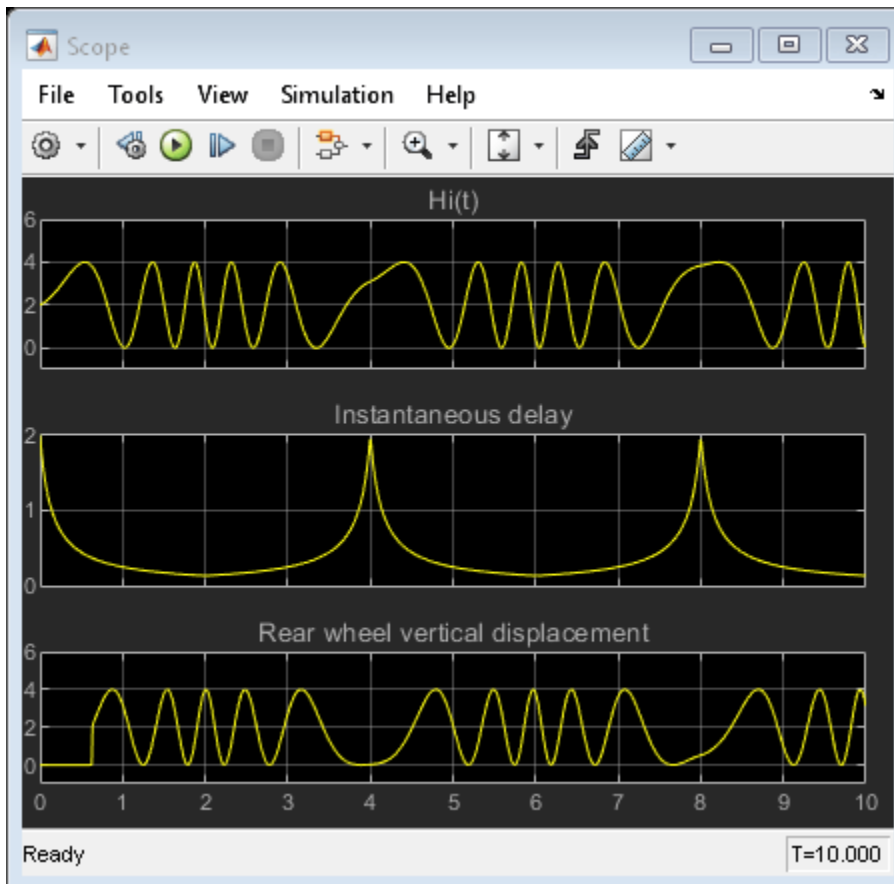 Scope
File Tools View Simulation Help
Hi(t)
6
4
2
0
Instantaneous delay
2
1
0
Rear wheel vertical displacement
6
4
2
0
0 1 2 3 4 5 6 7 8 9 10
Ready T=10.000